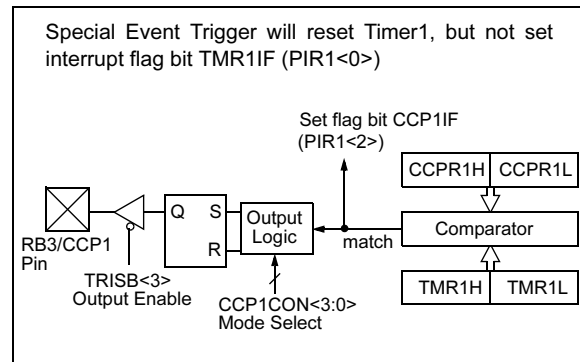 Special Event Trigger will reset Timer1, but not set
interrupt flag bit TMR1IF (PIR1<0>)
Set flag bit CCP1IF
(PIR1<2>)
CCPR1H CCPR1L
Q S
R
Output
Logic
match
Comparator
RB3/CCP1
Pin
TRISB<3>
Output Enable
CCP1CON<3:0>
Mode Select
TMR1H TMR1L